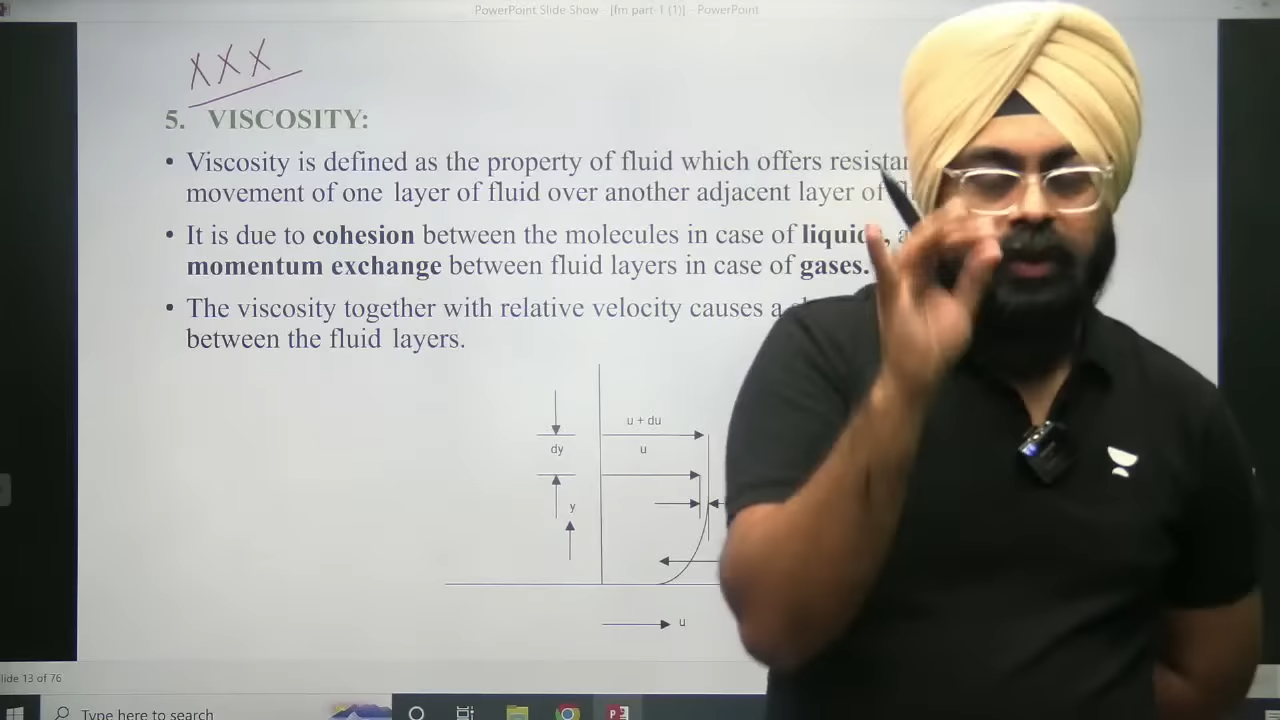 PowerPoint Slide Show - [fm part-1 (1)] - PowerPoint
XXX
5. VISCOSITY:
• Viscosity is defined as the property of fluid which offers
movement of one layer of fluid over another adjacent layer of
• It is due to cohesion between the molecules in case of
momentum exchange between fluid layers in case of gases.
• The viscosity together with relative velocity causes a
between the fluid layers.
u + du
dy
u
y
u
lide 13 of 76
Type here to search